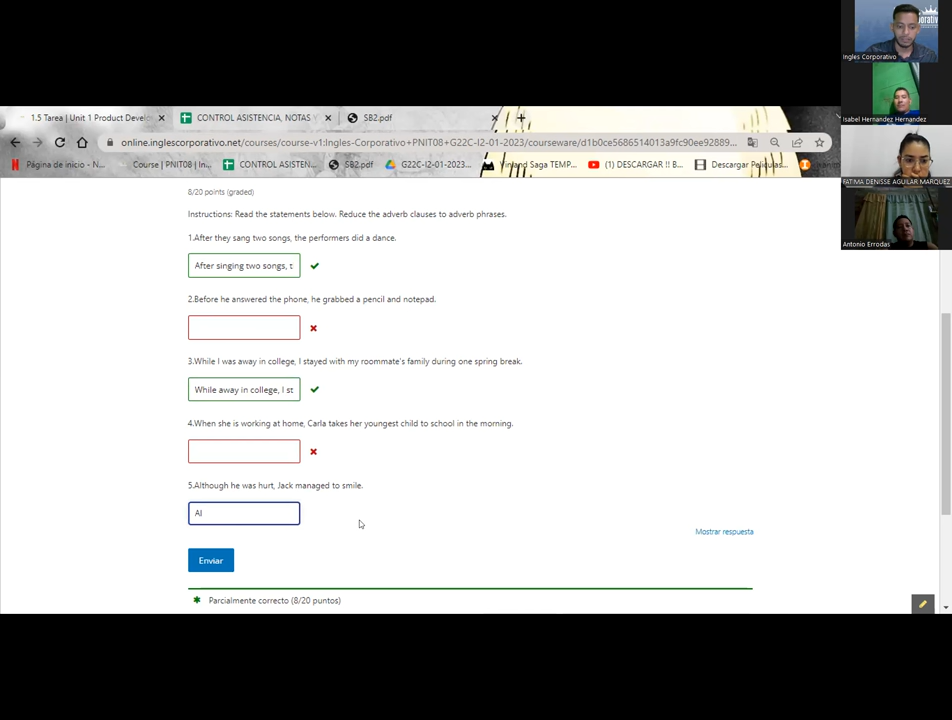 Ingles Corporativo
Isabel Hernandez Hernandez
FATIMA DENISSE AGUILAR MARQUEZ
Antonio Errodas
1.5 Tarea | Unit 1 Product Develo
CONTROL ASISTENCIA, NOTAS Y
SB2.pdf
online.inglescorporativo.net/courses/course-v1:Ingles-Corporativo+PNIT08+G22C-I2-01-2023/courseware/d1b0ce5686514013a9fc90ee92889...
Página de inicio - N...
Course | PNIT08 | In...
CONTROL ASISTEN...
SB2.pdf
G22C-I2-01-2023...
Vinland Saga TEMP...
(1) DESCARGAR !! B...
Descargar Películas...
8/20 points (graded)
Instructions: Read the statements below. Reduce the adverb clauses to adverb phrases.
1.After they sang two songs, the performers did a dance.
After singing two songs, t
2.Before he answered the phone, he grabbed a pencil and notepad.
3.While I was away in college, I stayed with my roommate's family during one spring break.
While away in college, I st
4.When she is working at home, Carla takes her youngest child to school in the morning.
5.Although he was hurt, Jack managed to smile.
Al
Mostrar respuesta
Enviar
Parcialmente correcto (8/20 puntos)